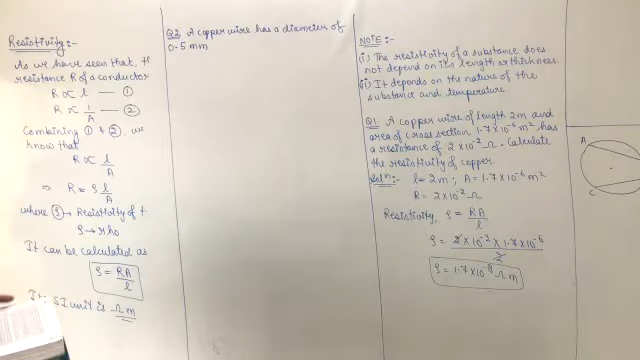 Resistivity:-
As we have seen that, th
resistance R of a conductor
R ∝ l — ①
R ∝ 1/A — ②
Combining ① & ②, we
know that
R ∝ l/A
⇒ R = ρ l/A
where ρ → Resistivity of t
ρ → rho
It can be calculated as
ρ = RA/l
Its SI unit is Ω m
Q2. A copper wire has a diameter of
0.5 mm
NOTE:-
(i) The resistivity of a substance does
not depend on its length or thickness.
(ii) It depends on the nature of the
substance and temperature
Q1. A copper wire of length 2m and
area of cross section 1.7×10⁻⁶ m² has
a resistance of 2×10⁻² Ω. Calculate
the resistivity of copper.
Solⁿ:- l = 2m ; A = 1.7×10⁻⁶ m²
R = 2×10⁻² Ω
Resistivity, ρ = RA/l
ρ = 2×10⁻² × 1.7×10⁻⁶/2
ρ = 1.7×10⁻⁸ Ω m
A
C